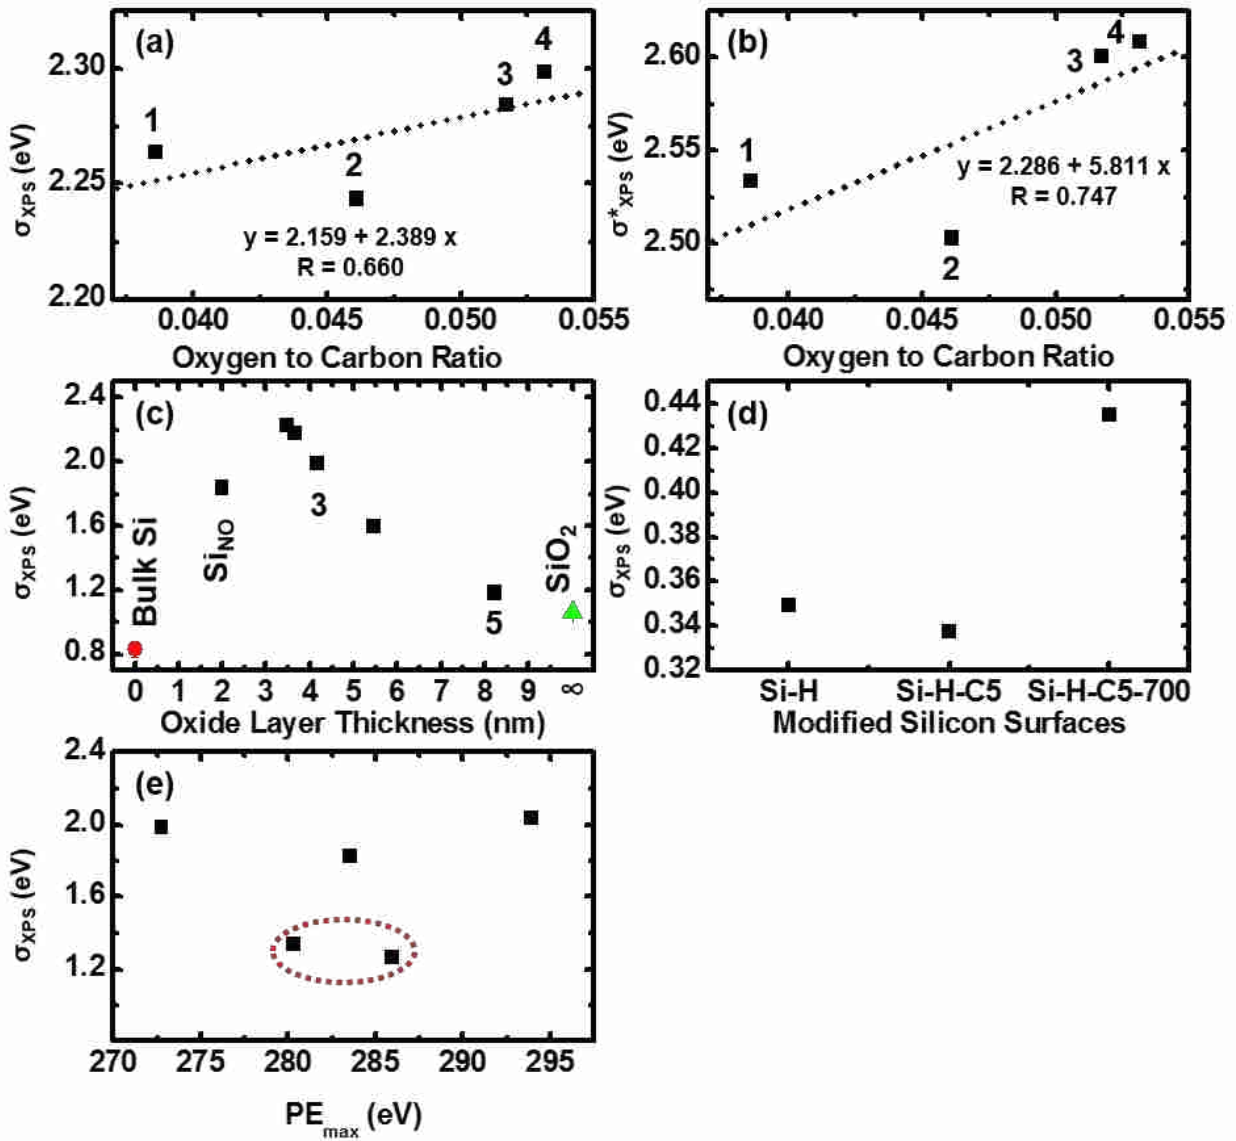 (a)
4
3
1
2
2.30
2.25
2.20
σXPS (eV)
y = 2.159 + 2.389 x
R = 0.660
0.040 0.045 0.050 0.055
Oxygen to Carbon Ratio
(b)
4
3
1
2
2.60
2.55
2.50
σ*XPS (eV)
y = 2.286 + 5.811 x
R = 0.747
0.040 0.045 0.050 0.055
Oxygen to Carbon Ratio
(c)
2.4
2.0
1.6
1.2
0.8
σXPS (eV)
Bulk Si
SiNO
3
5
SiO2
0 1 2 3 4 5 6 7 8 9 ∞
Oxide Layer Thickness (nm)
(d)
0.44
0.42
0.40
0.38
0.36
0.34
0.32
σXPS (eV)
Si-H Si-H-C5 Si-H-C5-700
Modified Silicon Surfaces
(e)
2.4
2.0
1.6
1.2
σXPS (eV)
270 275 280 285 290 295
PEmax (eV)